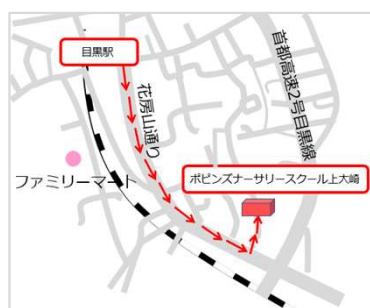 目黒駅
花房山通り
首都高速2号目黒線
ファミリーマート
ポピンズナーサリースクール上大崎